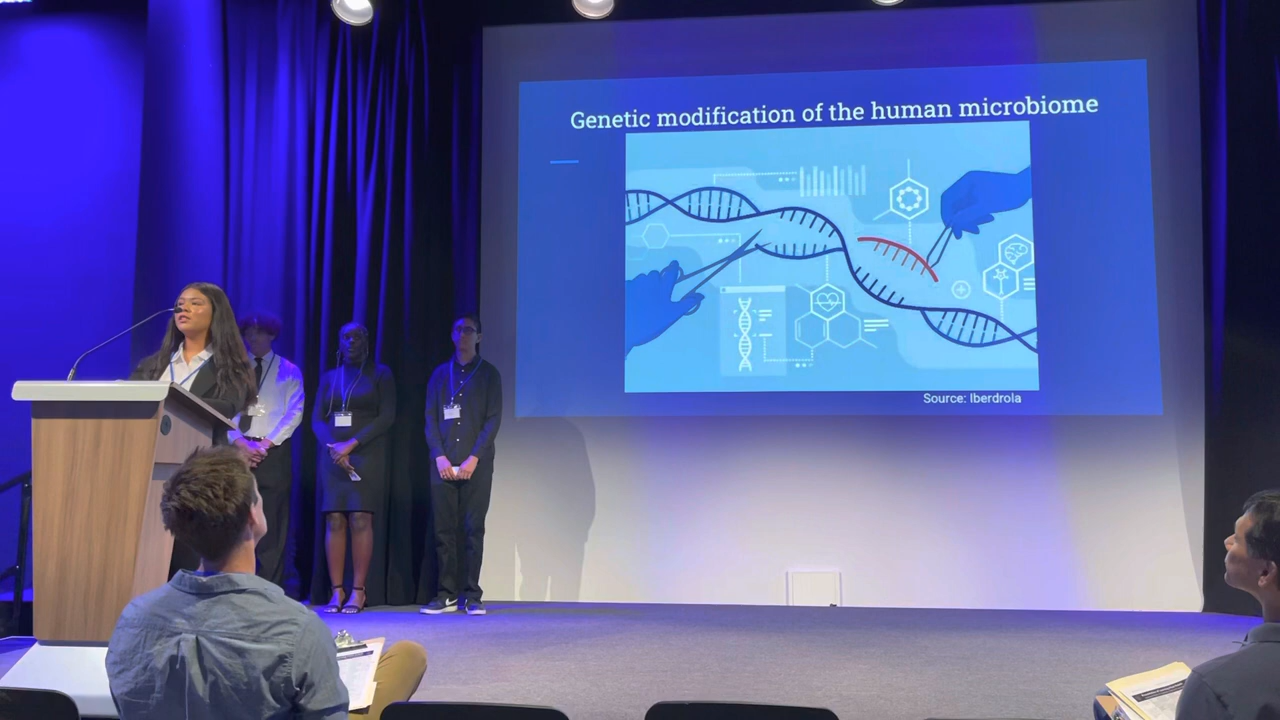 Genetic modification of the human microbiome
Source: Iberdrola